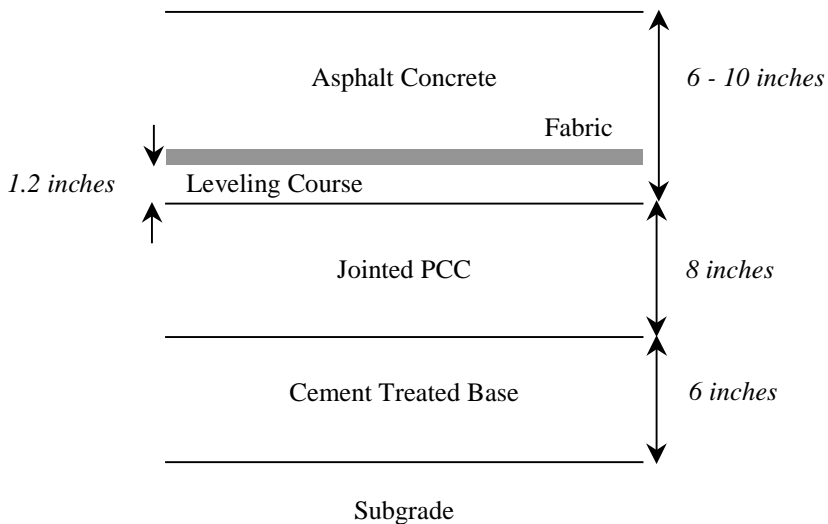 Asphalt Concrete
6 - 10 inches
Fabric
1.2 inches
Leveling Course
Jointed PCC
8 inches
Cement Treated Base
6 inches
Subgrade